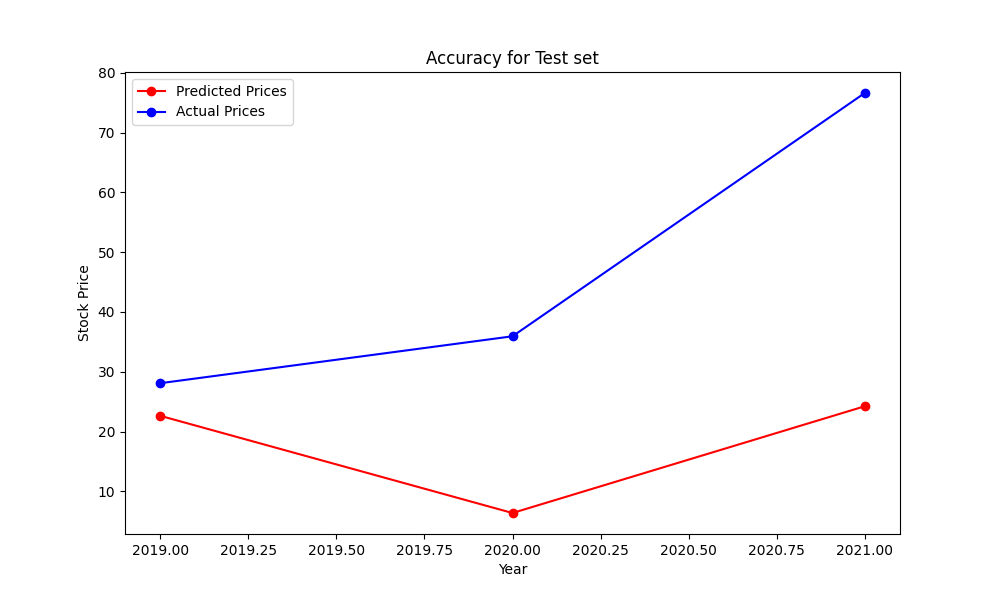 Accuracy for Test set
Predicted Prices
Actual Prices
Stock Price
80
70
60
50
40
30
20
10
2019.00 2019.25 2019.50 2019.75 2020.00 2020.25 2020.50 2020.75 2021.00
Year